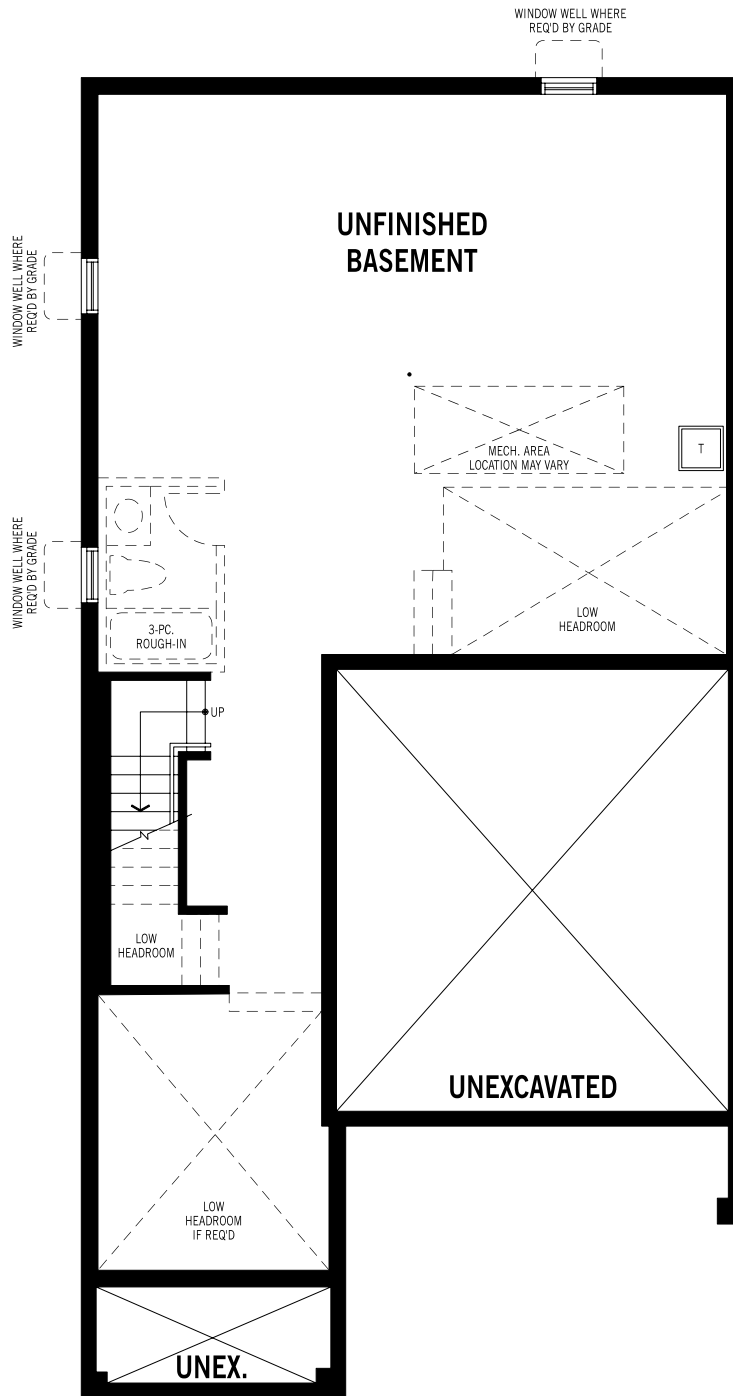 WINDOW WELL WHERE
REQ'D BY GRADE
UNFINISHED
BASEMENT
WINDOW WELL WHERE
REQ'D BY GRADE
MECH. AREA
LOCATION MAY VARY
T
WINDOW WELL WHERE
REQ'D BY GRADE
LOW
HEADROOM
3-PC.
ROUGH-IN
UP
LOW
HEADROOM
UNEXCAVATED
LOW
HEADROOM
IF REQ'D
UNEX.